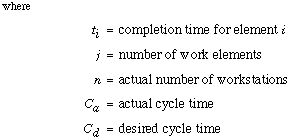 where
tᵢ = completion time for element i
j = number of work elements
n = actual number of workstations
Cₐ = actual cycle time
C_d = desired cycle time